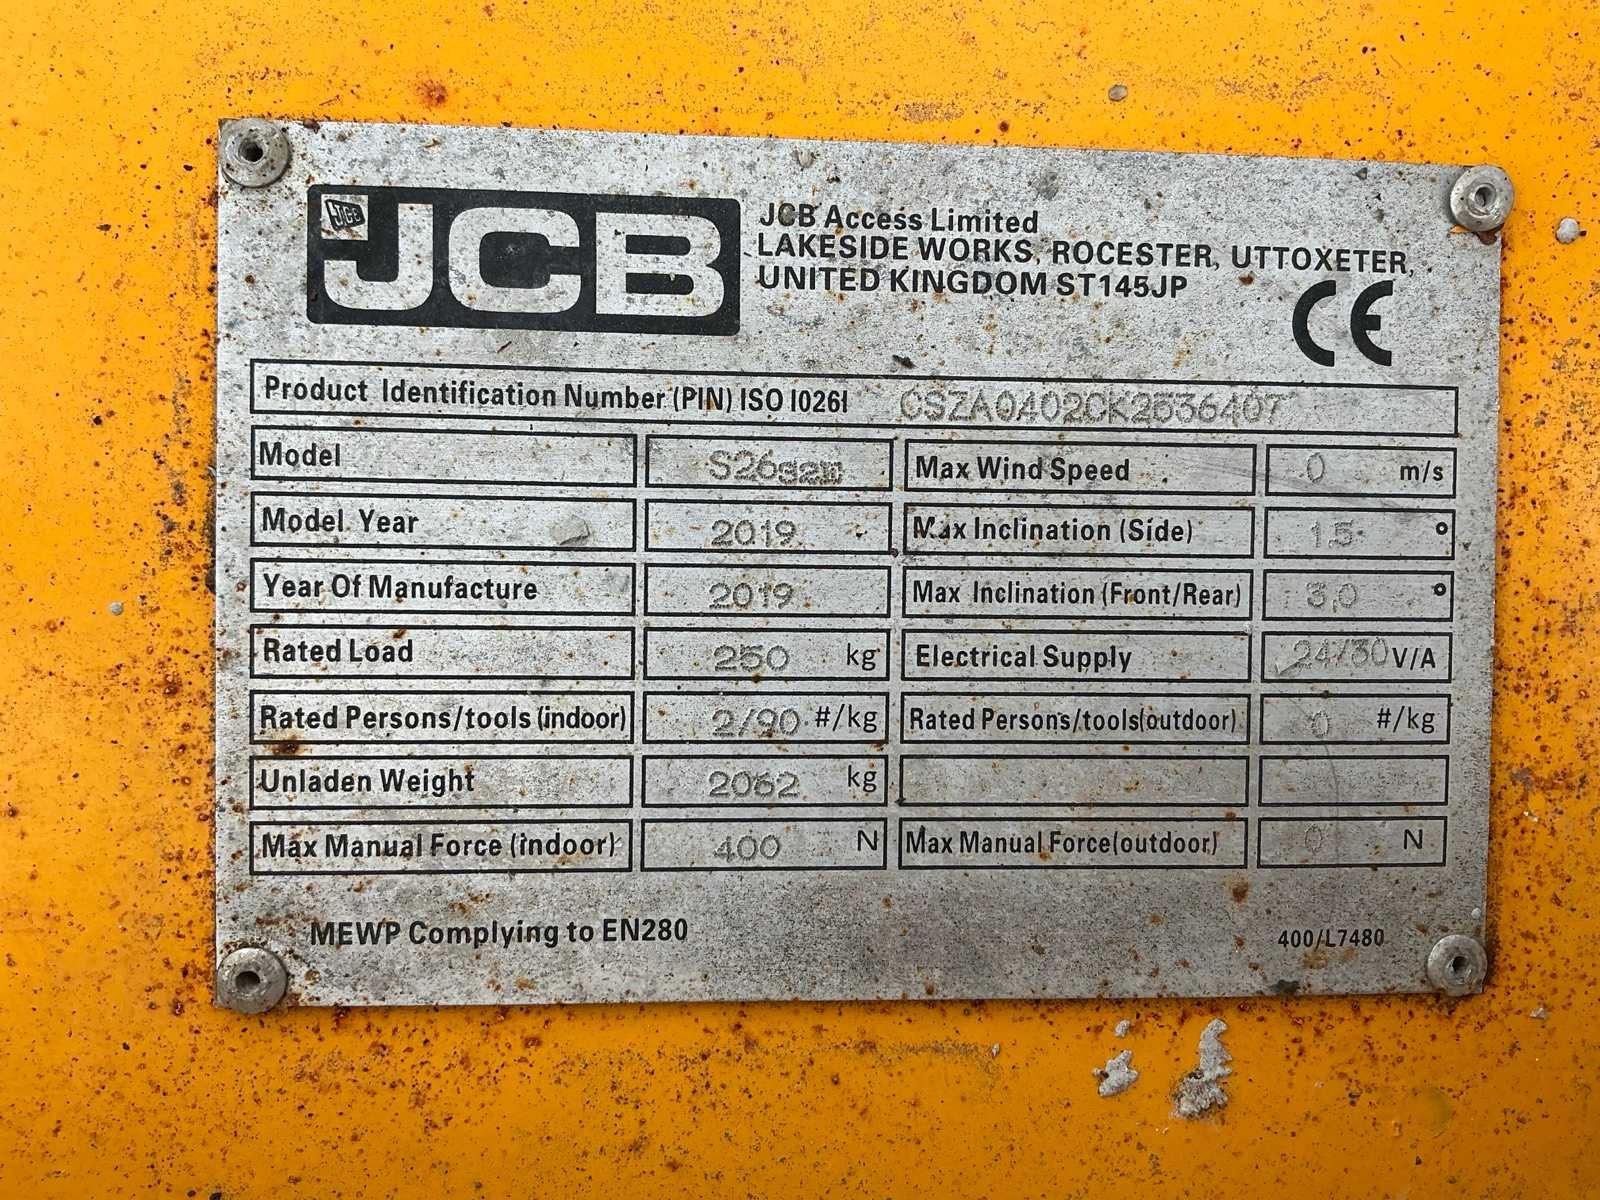 JCB JCB
JCB Access Limited
LAKESIDE WORKS, ROCESTER, UTTOXETER,
UNITED KINGDOM ST145JP
CE
Product Identification Number (PIN) ISO 10261 CSZA0402CK2536407
Model S26 Max Wind Speed 0 m/s
Model Year 2019 Max Inclination (Side) 1.5 °
Year Of Manufacture 2019 Max Inclination (Front/Rear) 3,0 °
Rated Load 250 kg Electrical Supply 24/30 V/A
Rated Persons/tools (indoor) 2/90 #/kg Rated Persons/tools(outdoor) 0 #/kg
Unladen Weight 2062 kg
Max Manual Force (indoor) 400 N Max Manual Force(outdoor) 0 N
MEWP Complying to EN280
400/L7480